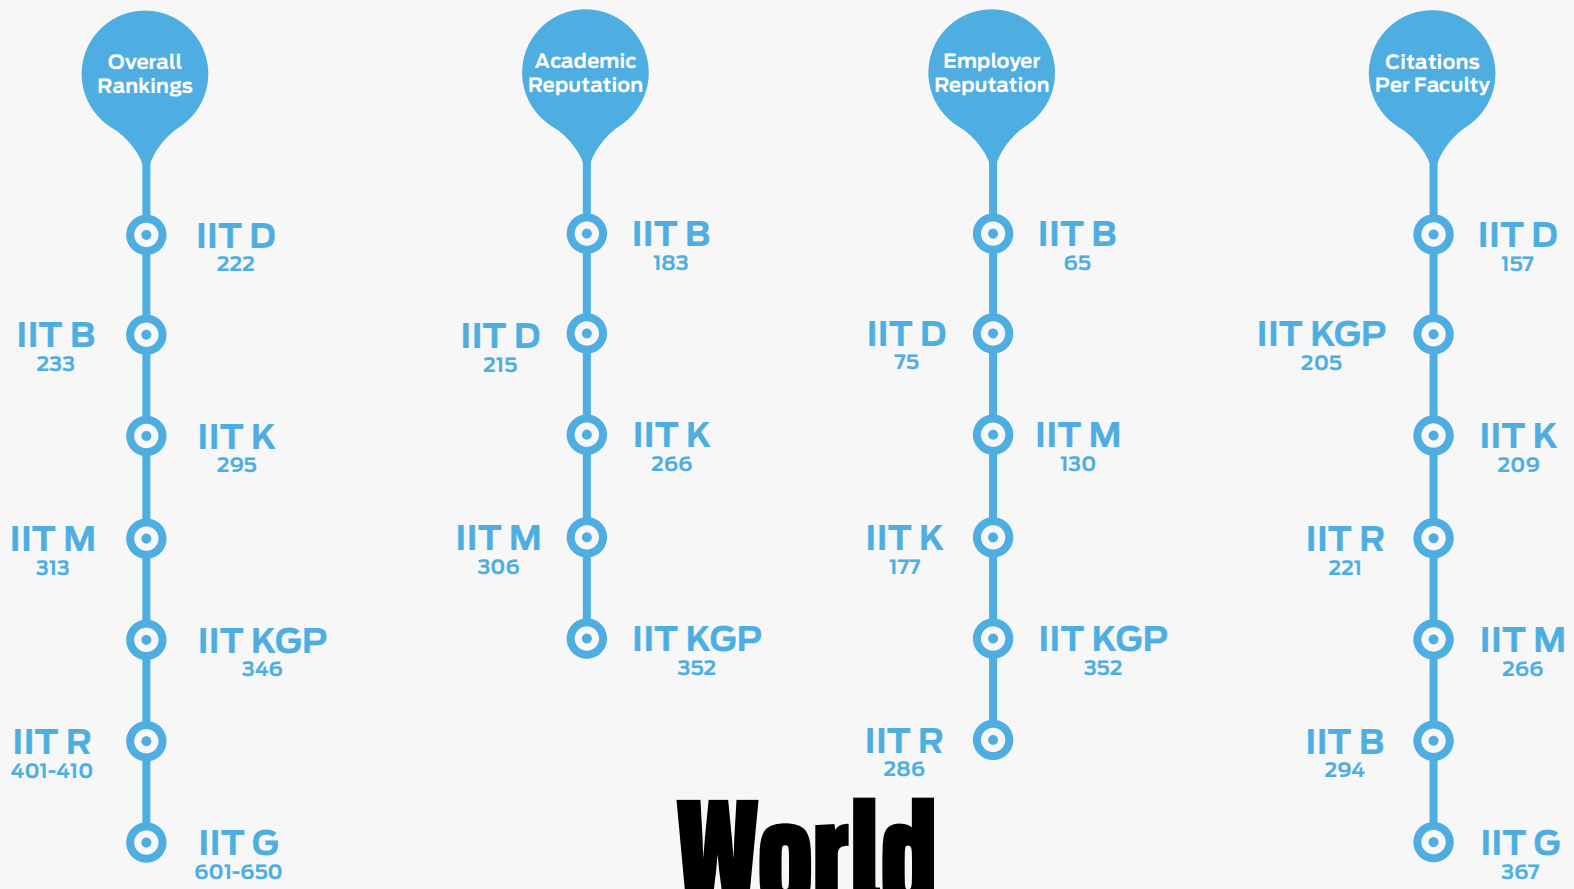 Overall
Rankings
IIT D
222
IIT B
233
IIT K
295
IIT M
313
IIT KGP
346
IIT R
401-410
IIT G
601-650
Academic
Reputation
IIT B
183
IIT D
215
IIT K
266
IIT M
306
IIT KGP
352
Employer
Reputation
IIT B
65
IIT D
75
IIT M
130
IIT K
177
IIT KGP
352
IIT R
286
Citations
Per Faculty
IIT D
157
IIT KGP
205
IIT K
209
IIT R
221
IIT M
266
IIT B
294
IIT G
367
World